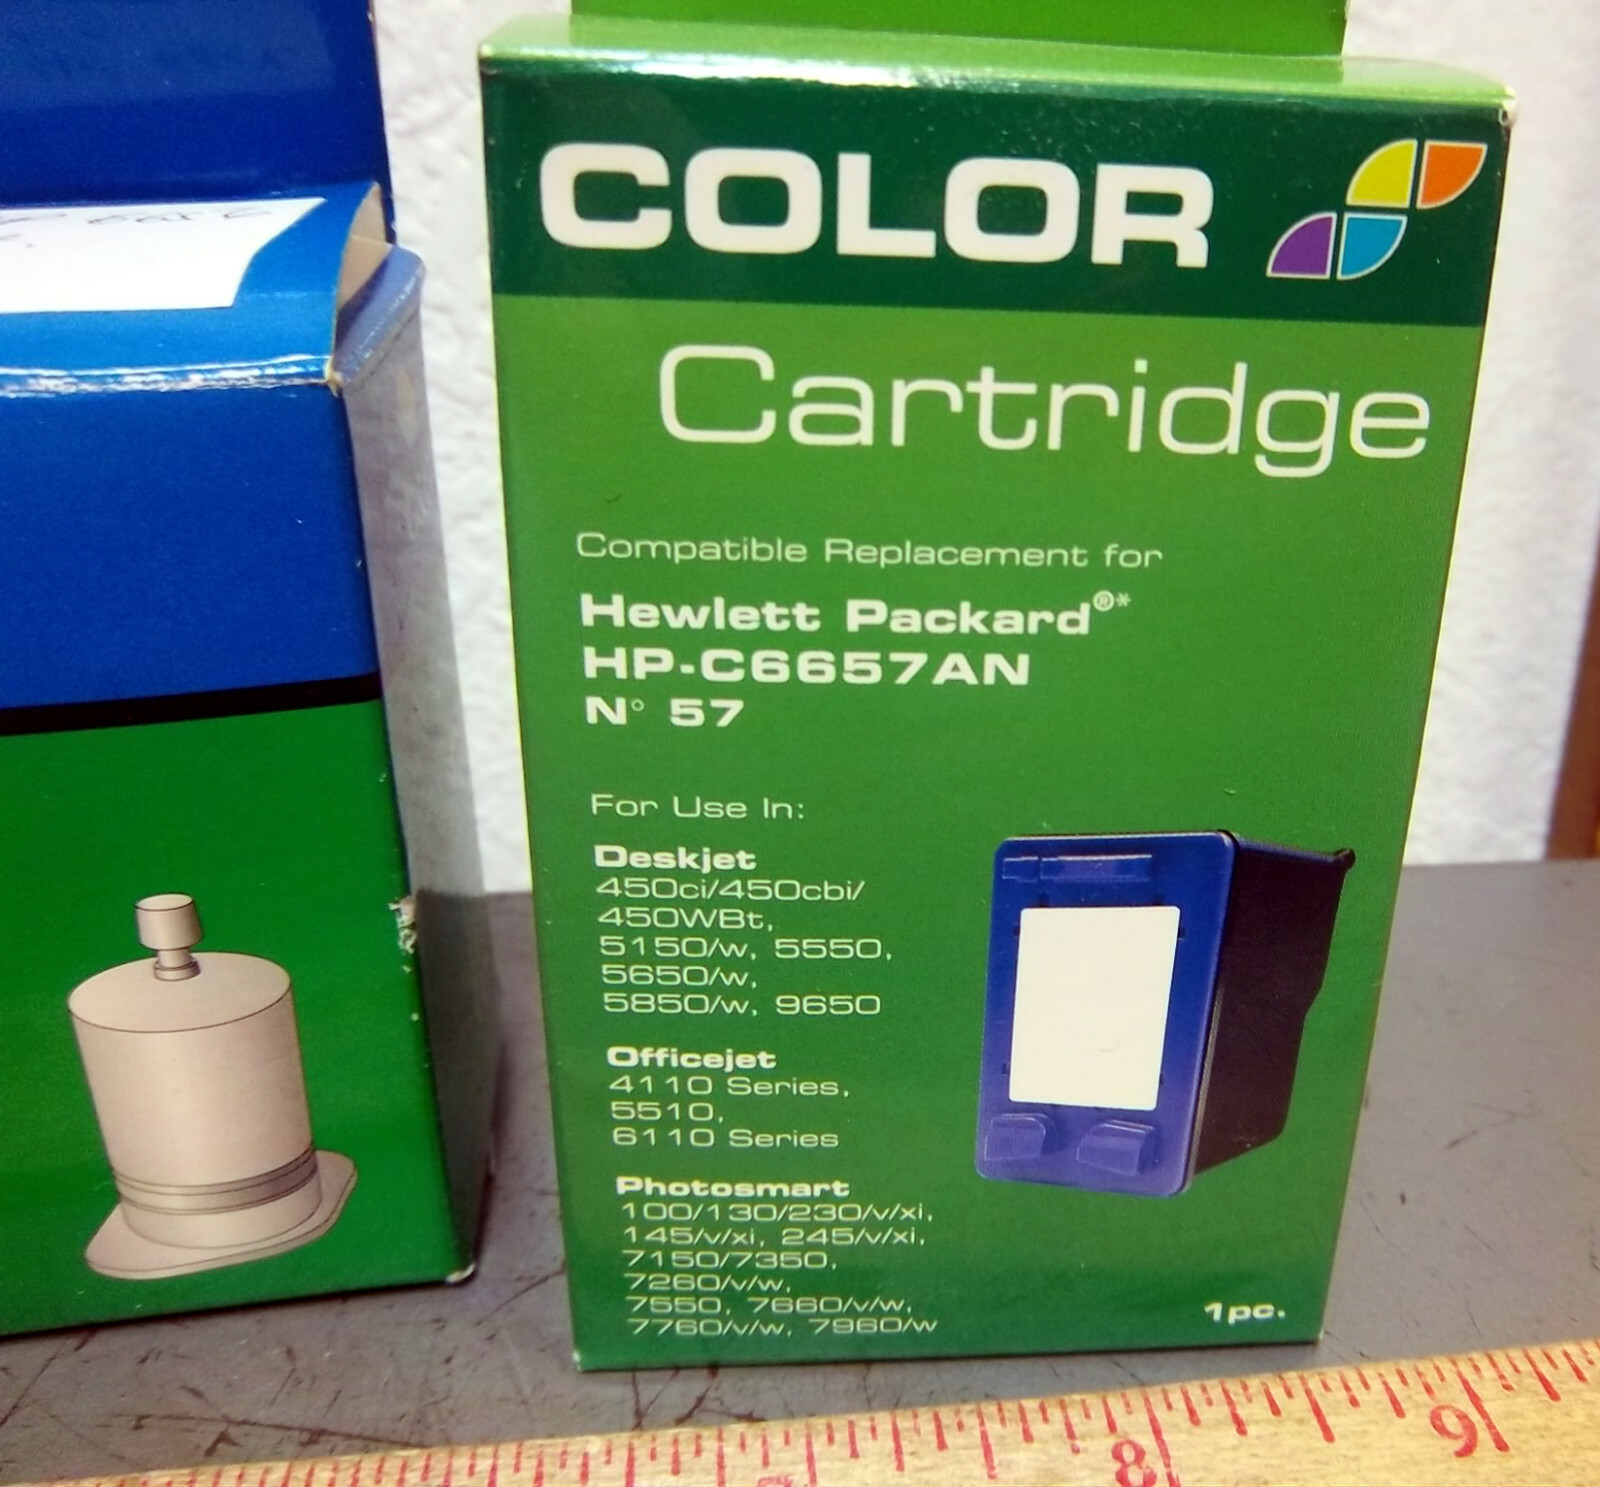 COLOR
Cartridge
Compatible Replacement for
Hewlett Packard®*
HP-C6657AN
N° 57
For Use In:
Deskjet
450ci/450cbi/
450WBt,
5150/w, 5550,
5650/w,
5850/w, 9650
Officejet
4110 Series,
5510,
6110 Series
Photosmart
100/130/230/v/xi,
145/v/xi, 245/v/xi,
7150/7350,
7260/v/w,
7550, 7660/v/w,
7760/v/w, 7960/w
1pc.
8 9